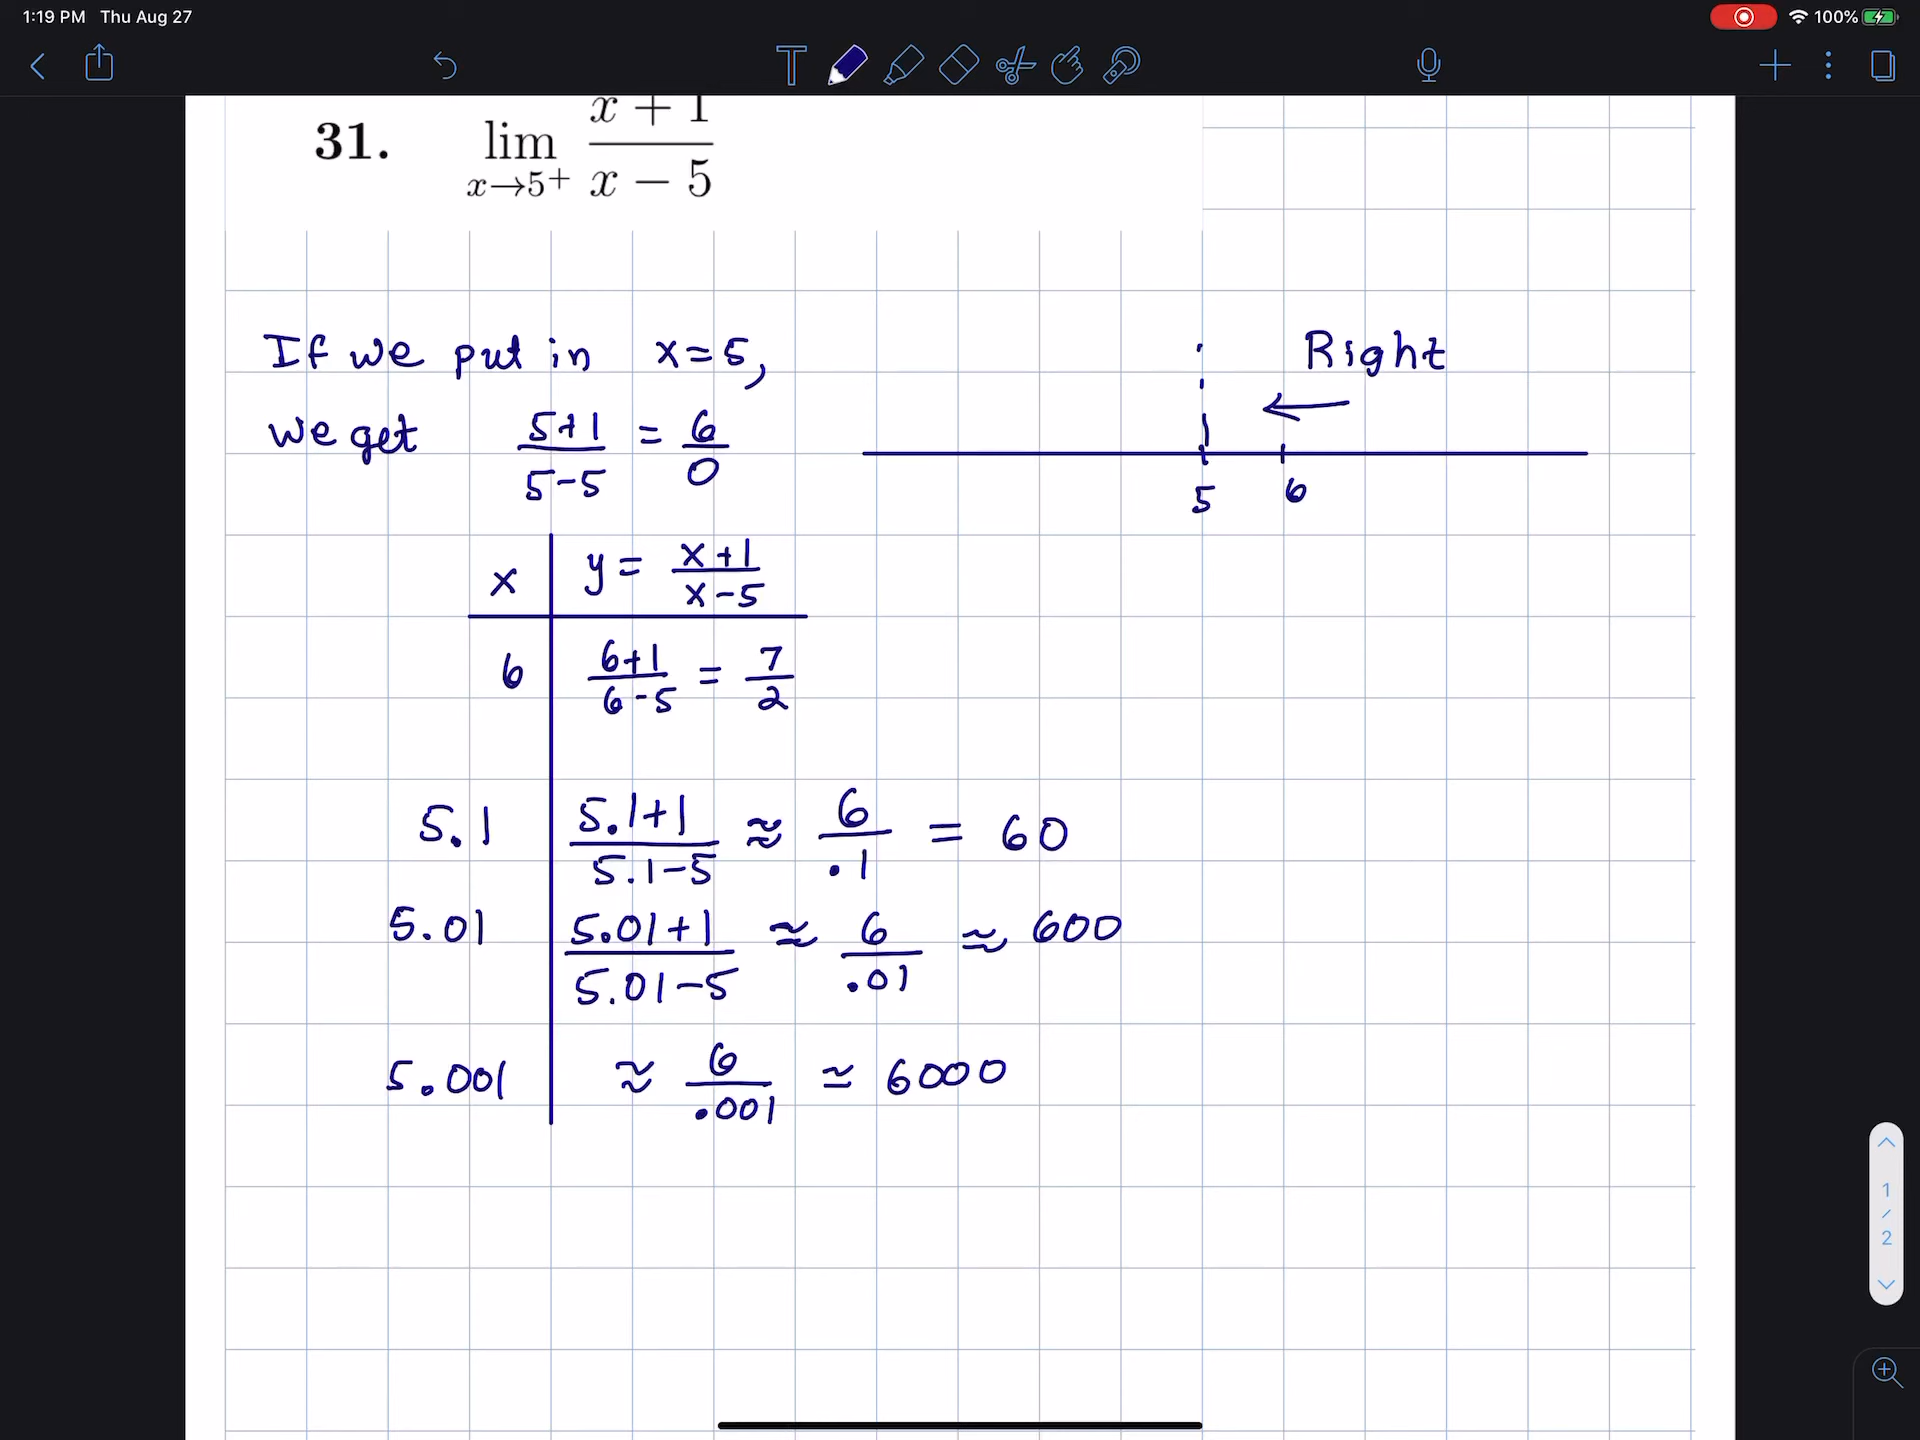 1:19 PM Thu Aug 27
100%
31. lim x→5+ x + 1 / x − 5
If we put in x=5,
we get 5+1 / 5-5 = 6/0
Right
5 6
x y = x+1 / x-5
6 6+1 / 6-5 = 7/2
5.1 5.1+1 / 5.1-5 ≈ 6/.1 = 60
5.01 5.01+1 / 5.01-5 ≈ 6/.01 ≈ 600
5.001 ≈ 6/.001 ≈ 6000
1
/
2